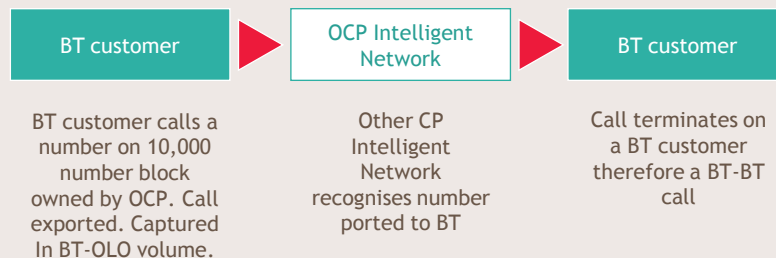 BT customer
OCP Intelligent
Network
BT customer
BT customer calls a
number on 10,000
number block
owned by OCP. Call
exported. Captured
In BT-OLO volume.
Other CP
Intelligent
Network
recognises number
ported to BT
Call terminates on
a BT customer
therefore a BT-BT
call